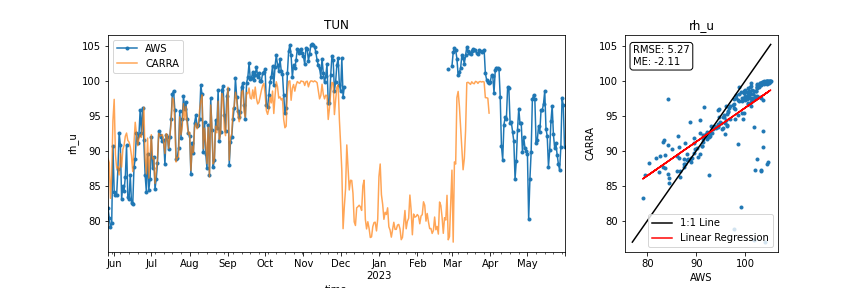 TUN
105
100
95
90
85
80
rh_u
AWS
CARRA
Jun
Jul
Aug
Sep
Oct
Nov
Dec
Jan
Feb
Mar
Apr
May
2023
time
rh_u
105
100
95
90
85
80
CARRA
RMSE: 5.27
ME: -2.11
1:1 Line
Linear Regression
80
90
100
AWS